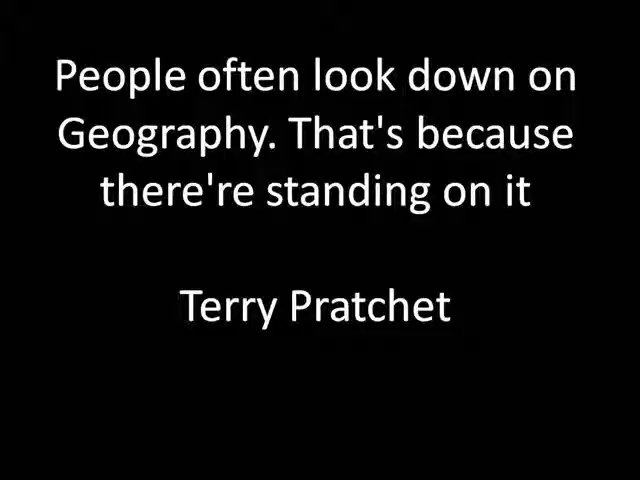 People often look down on
Geography. That's because
there're standing on it
Terry Pratchet